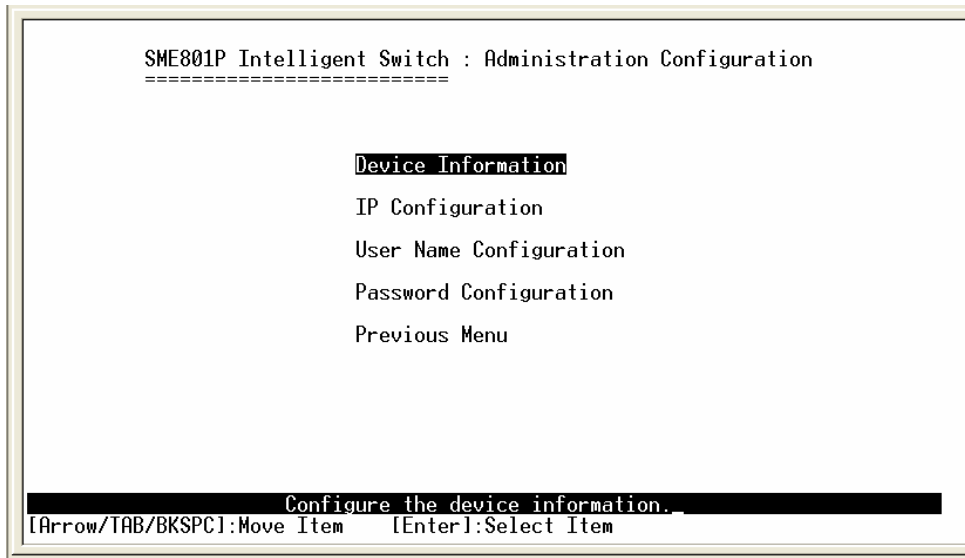 SME801P Intelligent Switch : Administration Configuration
==========================
Device Information
IP Configuration
User Name Configuration
Password Configuration
Previous Menu
Configure the device information._
[Arrow/TAB/BKSPC]:Move Item    [Enter]:Select Item